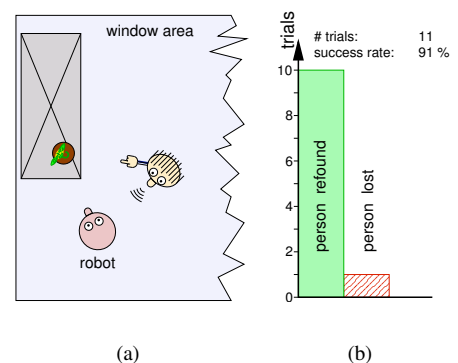 window area
robot
(a)
trials
# trials: 11
success rate: 91 %
10
8
6
4
2
0
person refound
person lost
(b)